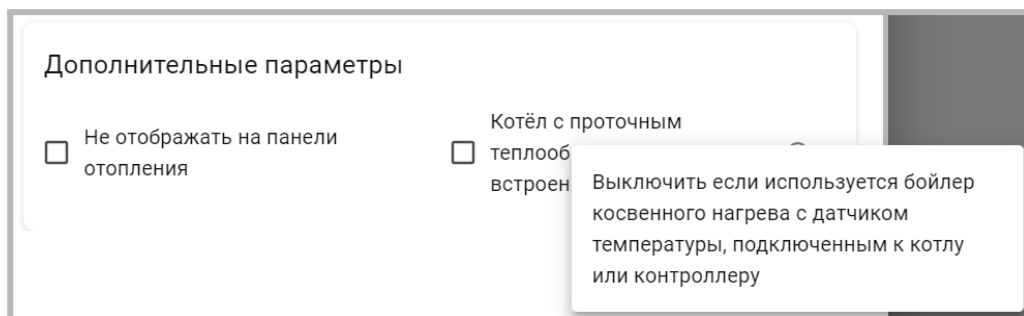 Дополнительные параметры
Не отображать на панели
отопления
Котёл с проточным
Выключить если используется бойлер
косвенного нагрева с датчиком
температуры, подключенным к котлу
или контроллеру